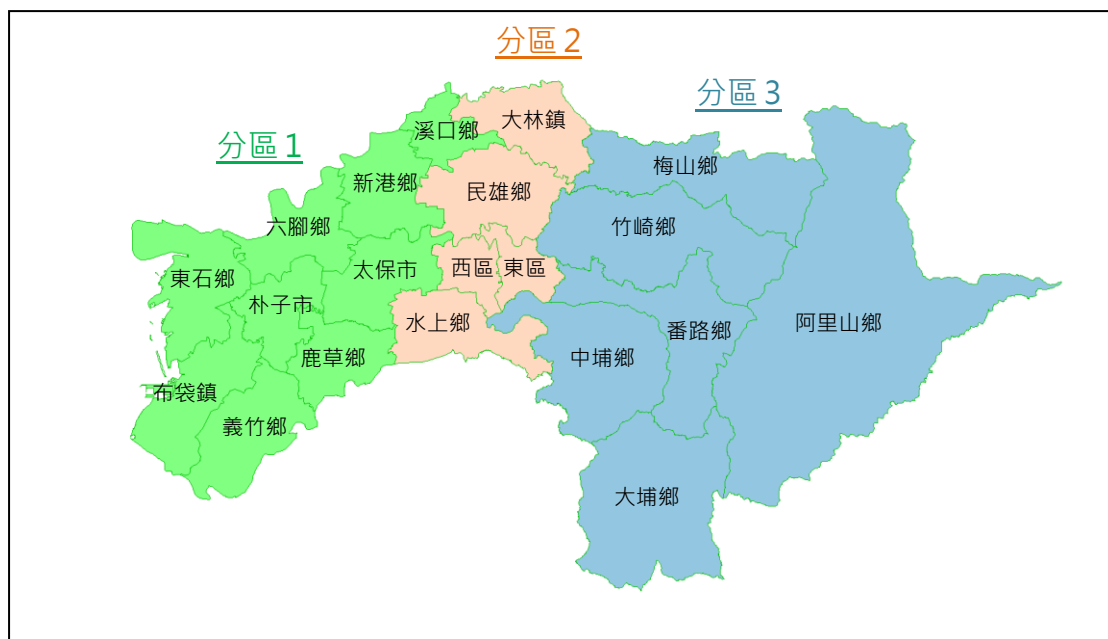 分區 2
分區 3
分區 1
大林鎮
溪口鄉
梅山鄉
新港鄉
民雄鄉
竹崎鄉
六腳鄉
東石鄉
太保市
西區
東區
朴子市
水上鄉
番路鄉
阿里山鄉
鹿草鄉
中埔鄉
布袋鎮
義竹鄉
大埔鄉